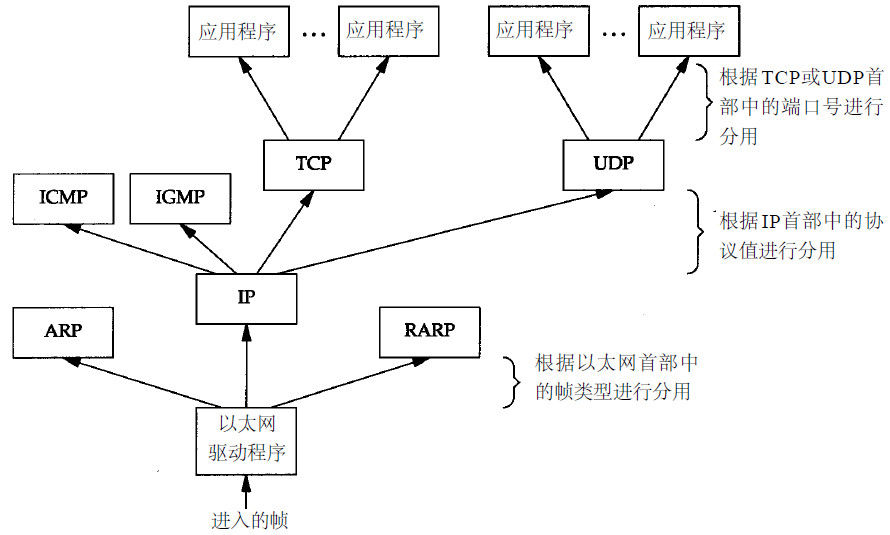 应用程序 … 应用程序 应用程序 … 应用程序
根据TCP或UDP首
部中的端口号进行
分用
TCP
UDP
ICMP
IGMP
根据IP首部中的协
议值进行分用
IP
ARP
RARP
根据以太网首部中
的帧类型进行分用
以太网
驱动程序
进入的帧